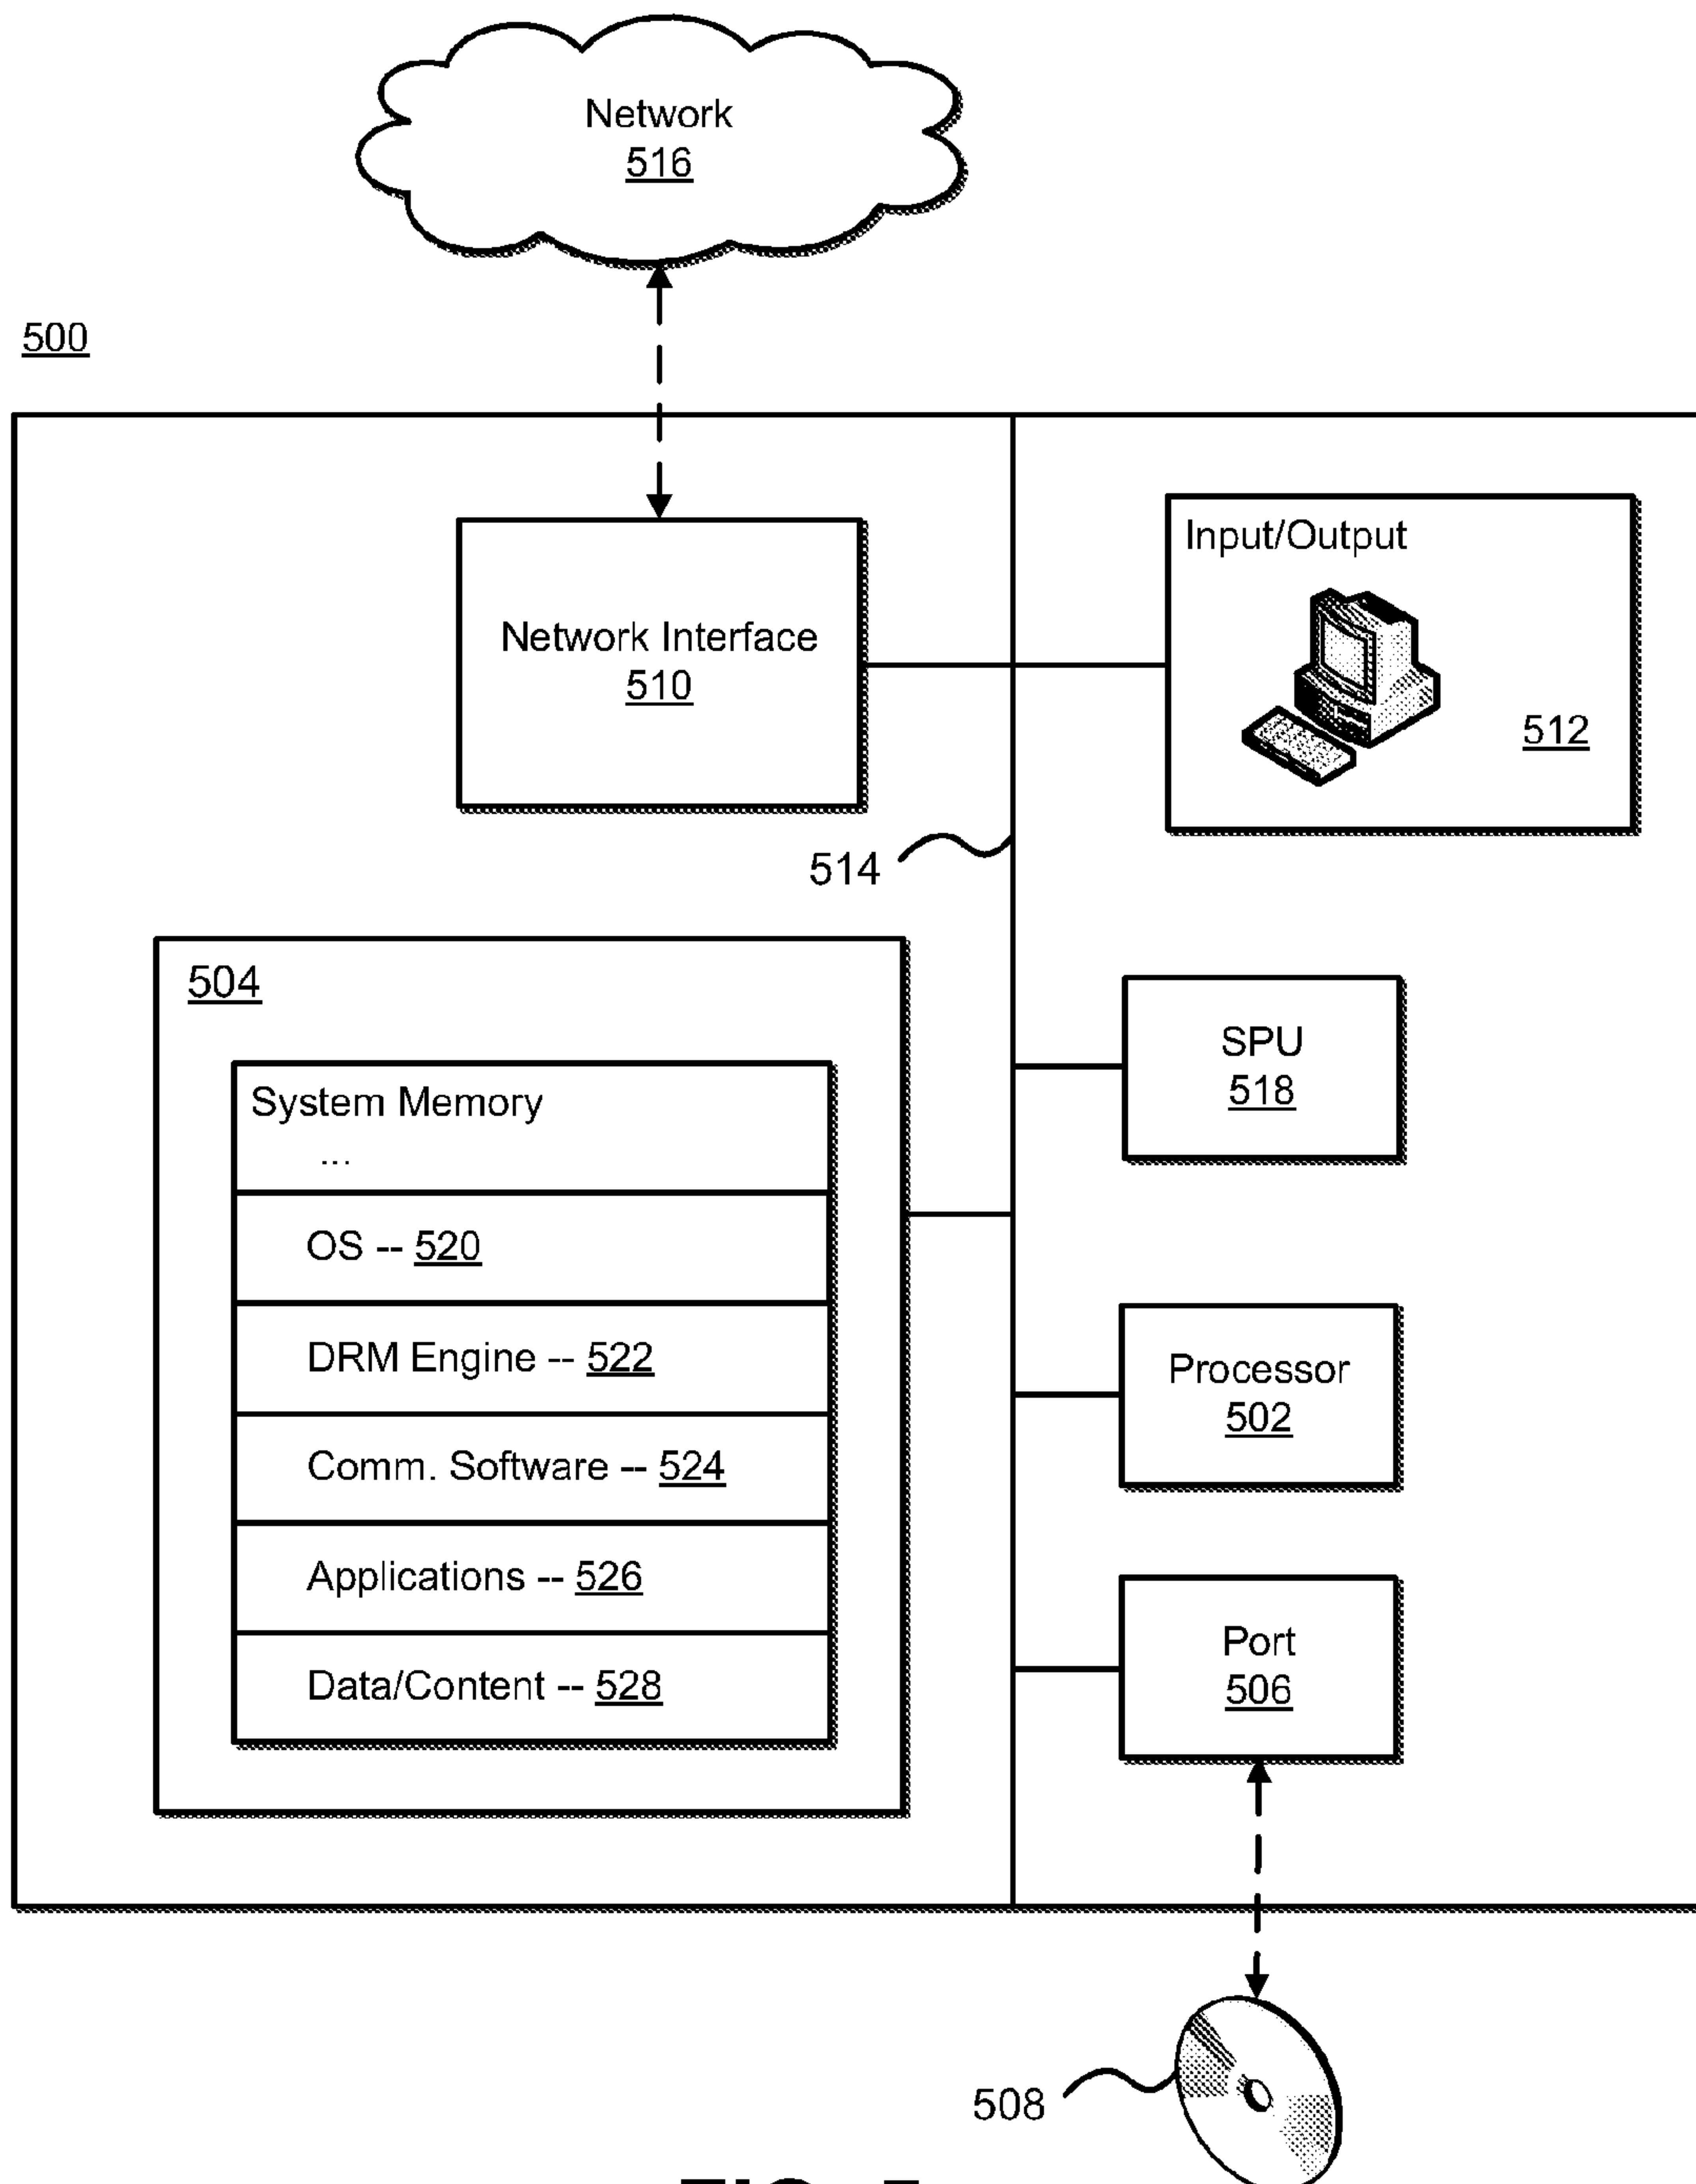 Network
516
500
Network Interface
510
Input/Output
512
514
504
System Memory
...
OS -- 520
DRM Engine -- 522
Comm. Software -- 524
Applications -- 526
Data/Content -- 528
SPU
518
Processor
502
Port
506
508